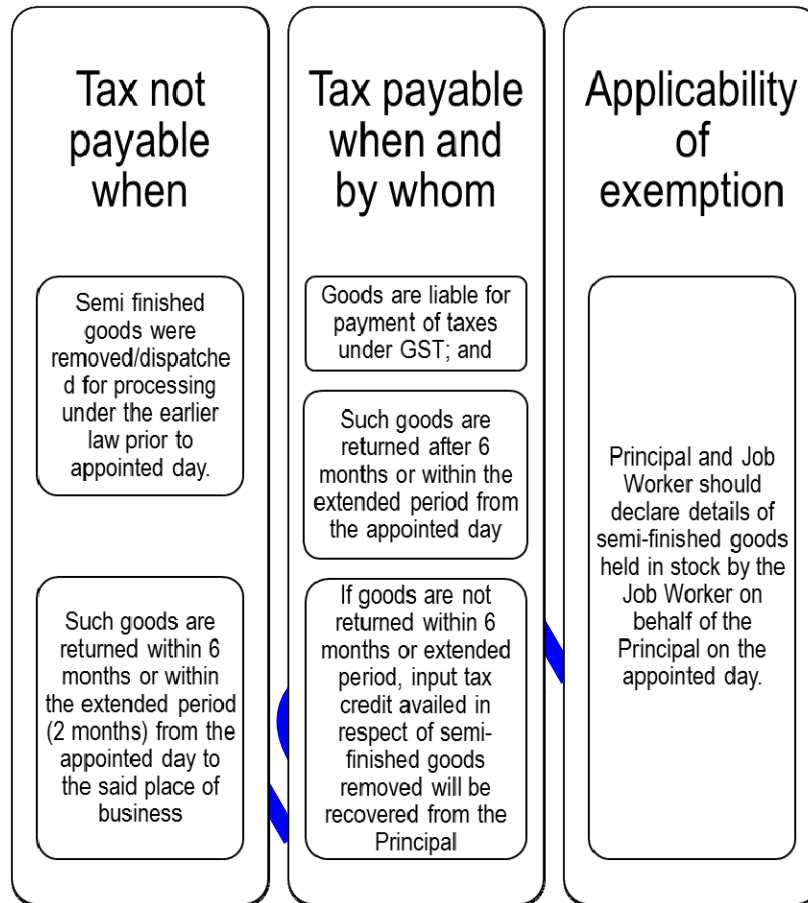 Tax not
payable
when
Semi finished
goods were
removed/dispatche
d for processing
under the earlier
law prior to
appointed day.
Such goods are
returned within 6
months or within
the extended period
(2 months) from the
appointed day to
the said place of
business
Tax payable
when and
by whom
Goods are liable for
payment of taxes
under GST; and
Such goods are
returned after 6
months or within the
extended period from
the appointed day
If goods are not
returned within 6
months or extended
period, input tax
credit availed in
respect of semi-
finished goods
removed will be
recovered from the
Principal
Applicability
of
exemption
Principal and Job
Worker should
declare details of
semi-finished goods
held in stock by the
Job Worker on
behalf of the
Principal on the
appointed day.